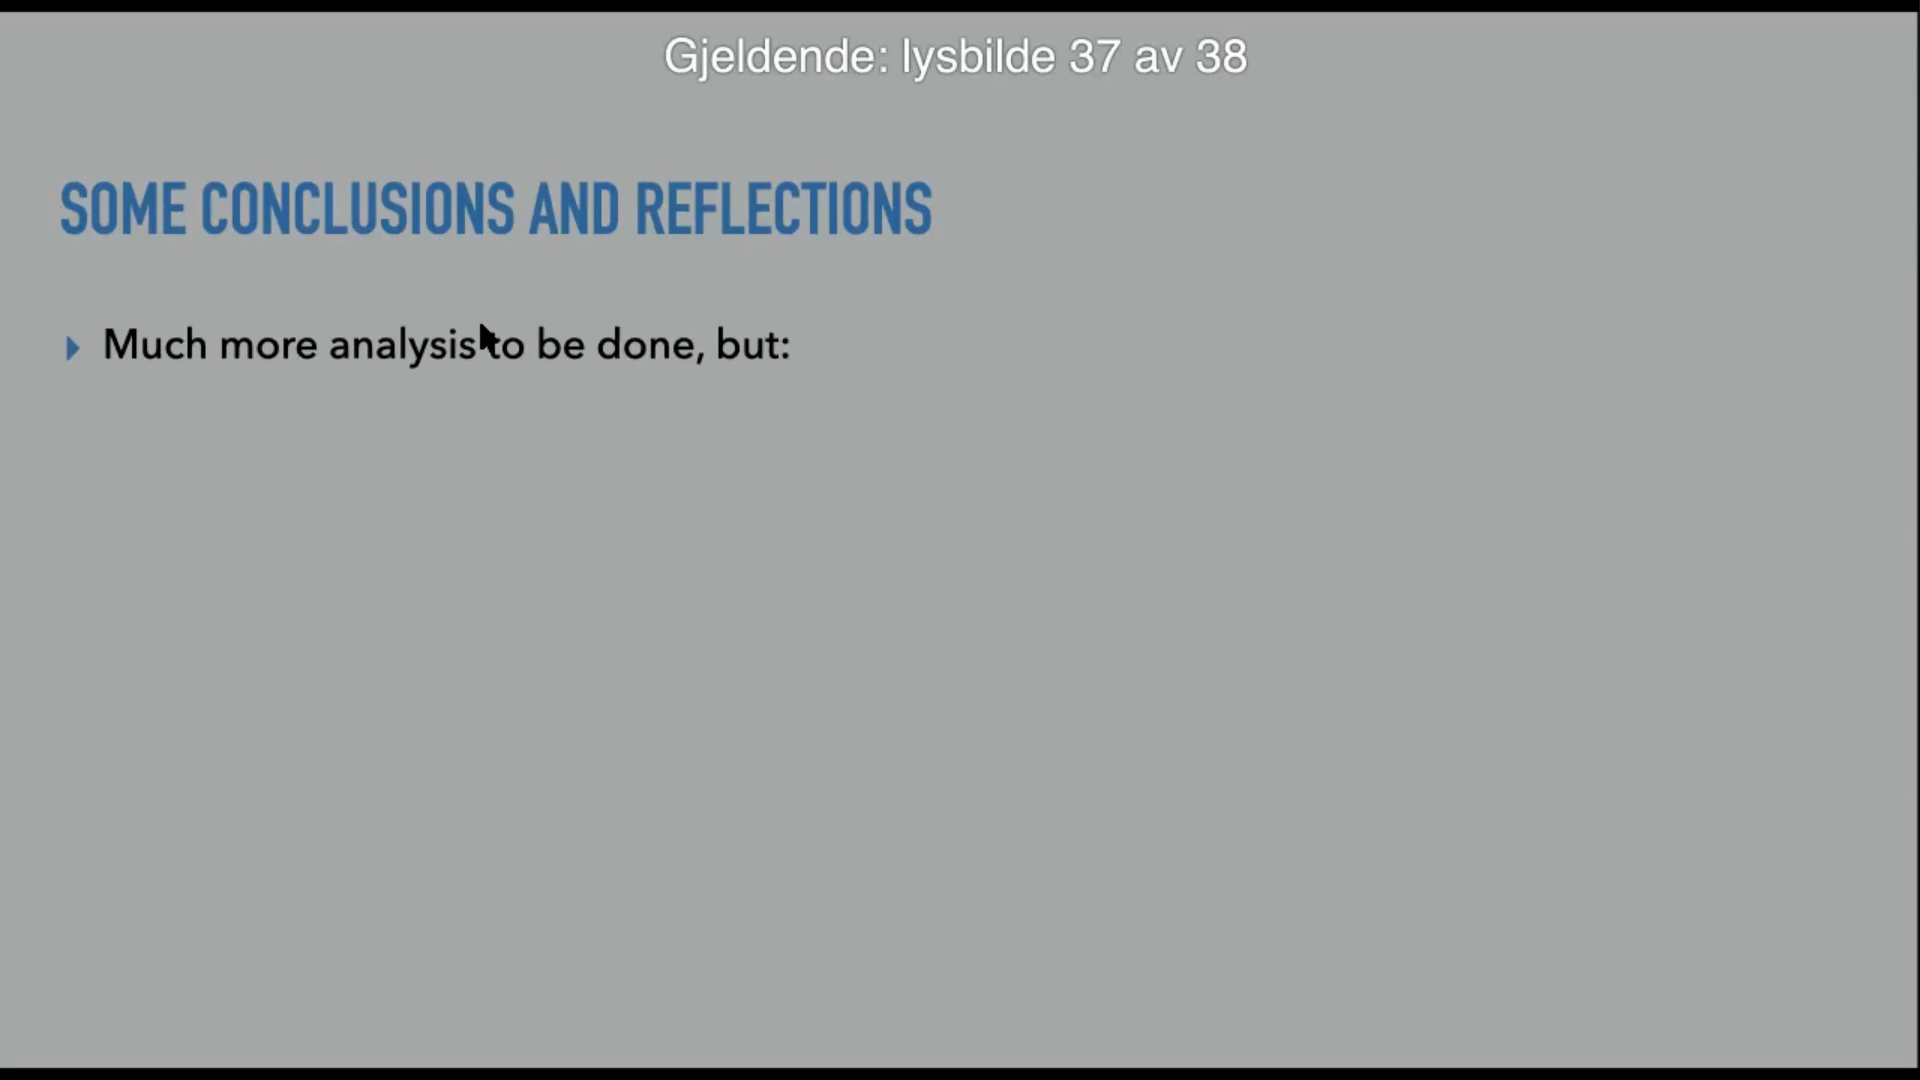 Gjeldende: lysbilde 37 av 38
SOME CONCLUSIONS AND REFLECTIONS
Much more analysis to be done, but: